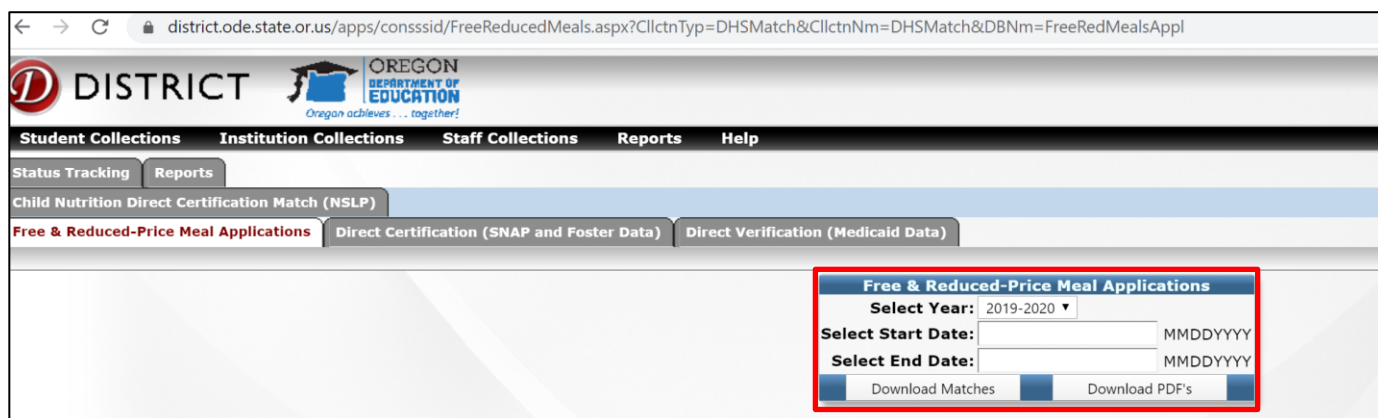 district.ode.state.or.us/apps/consssid/FreeReducedMeals.aspx?CllctnTyp=DHSMatch&CllctnNm=DHSMatch&DBNm=FreeRedMealsAppl
D DISTRICT
OREGON
DEPARTMENT OF
EDUCATION
Oregon achieves . . . together!
Student Collections Institution Collections Staff Collections Reports Help
Status Tracking Reports
Child Nutrition Direct Certification Match (NSLP)
Free & Reduced-Price Meal Applications Direct Certification (SNAP and Foster Data) Direct Verification (Medicaid Data)
Free & Reduced-Price Meal Applications
Select Year: 2019-2020
Select Start Date: MMDDYYYY
Select End Date: MMDDYYYY
Download Matches Download PDF's